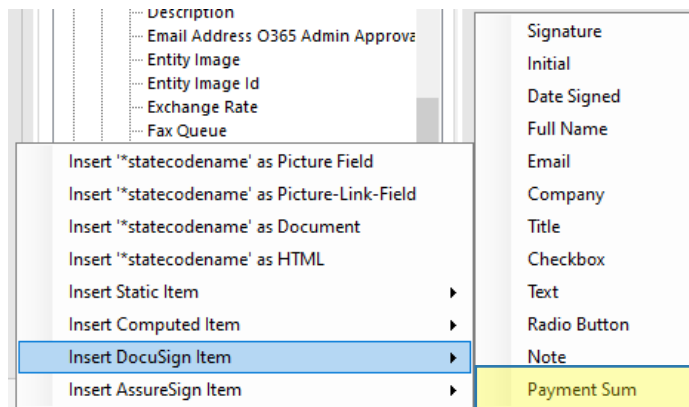 Description
Email Address O365 Admin Approva
Entity Image
Entity Image Id
Exchange Rate
Fax Queue
Insert '*statecodename' as Picture Field
Insert '*statecodename' as Picture-Link-Field
Insert '*statecodename' as Document
Insert '*statecodename' as HTML
Insert Static Item
Insert Computed Item
Insert DocuSign Item
Insert AssureSign Item
Signature
Initial
Date Signed
Full Name
Email
Company
Title
Checkbox
Text
Radio Button
Note
Payment Sum